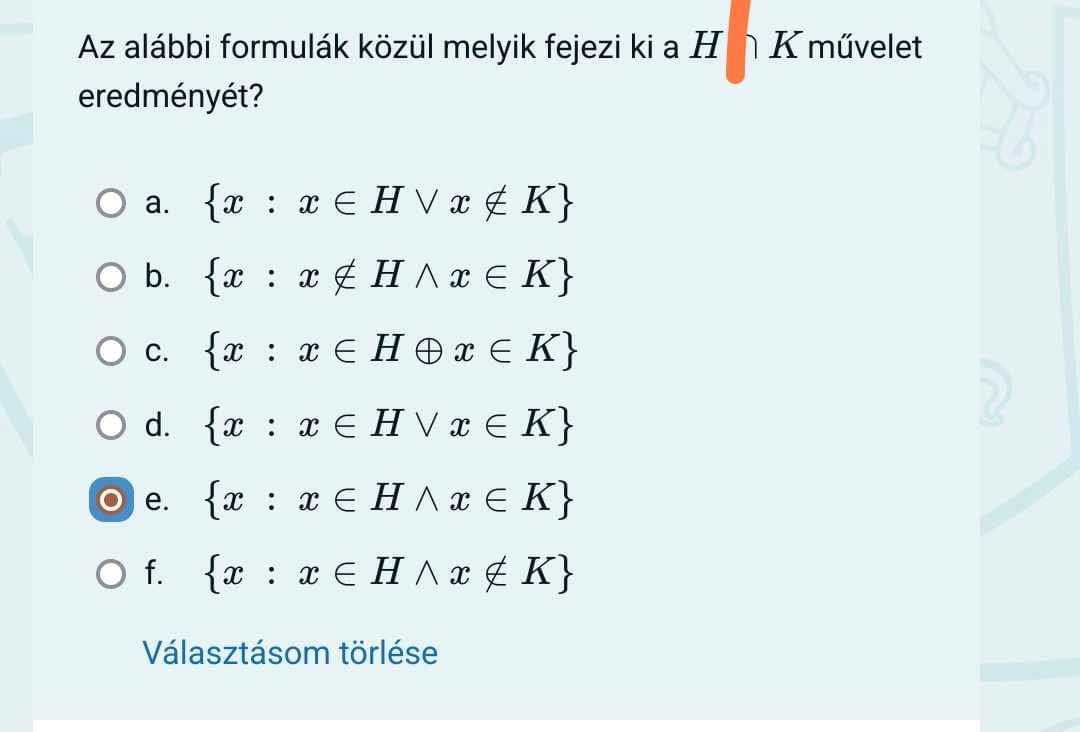 Az alábbi formulák közül melyik fejezi ki a H K művelet
eredményét?
a. {x : x ∈ H ∨ x ∉ K}
b. {x : x ∉ H ∧ x ∈ K}
c. {x : x ∈ H ⊕ x ∈ K}
d. {x : x ∈ H ∨ x ∈ K}
e. {x : x ∈ H ∧ x ∈ K}
f. {x : x ∈ H ∧ x ∉ K}
Választásom törlése